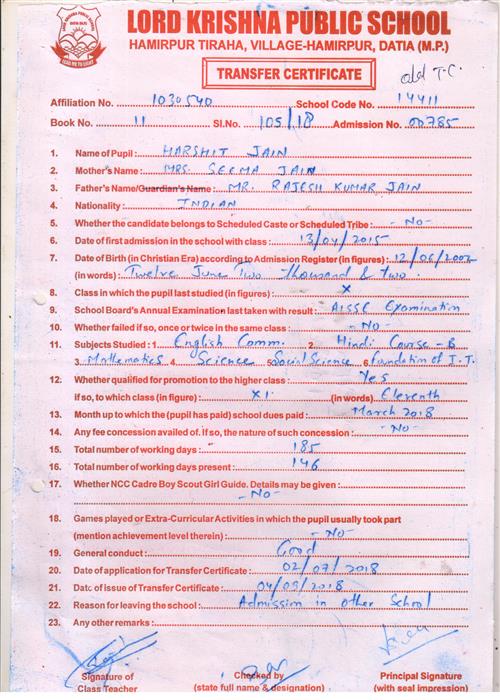 LORD KRISHNA PUBLIC SCHOOL
HAMIRPUR TIRAHA, VILLAGE-HAMIRPUR, DATIA (M.P.)
TRANSFER CERTIFICATE
old T.C.
Affiliation No. 1030540 School Code No. 14411
Book No. 11 Sl.No. 105/18 Admission No. 00785
1. Name of Pupil: HARSHIT JAIN
2. Mother's Name: MRS. SEEMA JAIN
3. Father's Name/Guardian's Name: MR. RAJESH KUMAR JAIN
4. Nationality: INDIAN
5. Whether the candebate belongs to Scheduled Caste or Scheduled Tribe: -No-
6. Date of first admission in the school with class: 13/04/2015
7. Date of Birth (in Christian Era) according to Admission Register (in figures): 12/06/2002
(in words): Twelve June Two thousand & two
8. Class in which the pupil last studied (in figures): X
9. School Board's Annual Examination last taken with result: AISSE Examination
10. Whether failed if so, once or twice in the same class: -No-
11. Subjects Studied: 1. English Comm. 2. Hindi Course-B
3. Mathematics 4. Science 5. Social Science 6. Foundation of I.T.
12. Whether qualified for promotion to the higher class: Yes
if so, to which class (in figure): XI (in words) Eleventh
13. Month up to which the (pupil has paid) school dues paid: March 2018
14. Any fee concession availed of. if so, the nature of such concession: -No-
15. Total number of working days: 185
16. Total number of working days present: 146
17. Whether NCC Cadre Boy Scout Girl Guide. Details may be given:
-No-
18. Games played or Extra-Curricular Activities in which the pupil usually took part
(mention achievement level therein): -No-
19. General conduct: Good
20. Date of application for Transfer Certificate: 02/07/2018
21. Date of issue of Transfer Certificate: 04/09/2018
22. Reason for leaving the school: Admission in other School
23. Any other remarks:
Signature of Checked by Principal Signature
Class Teacher (state full name & designation) (with seal impression)